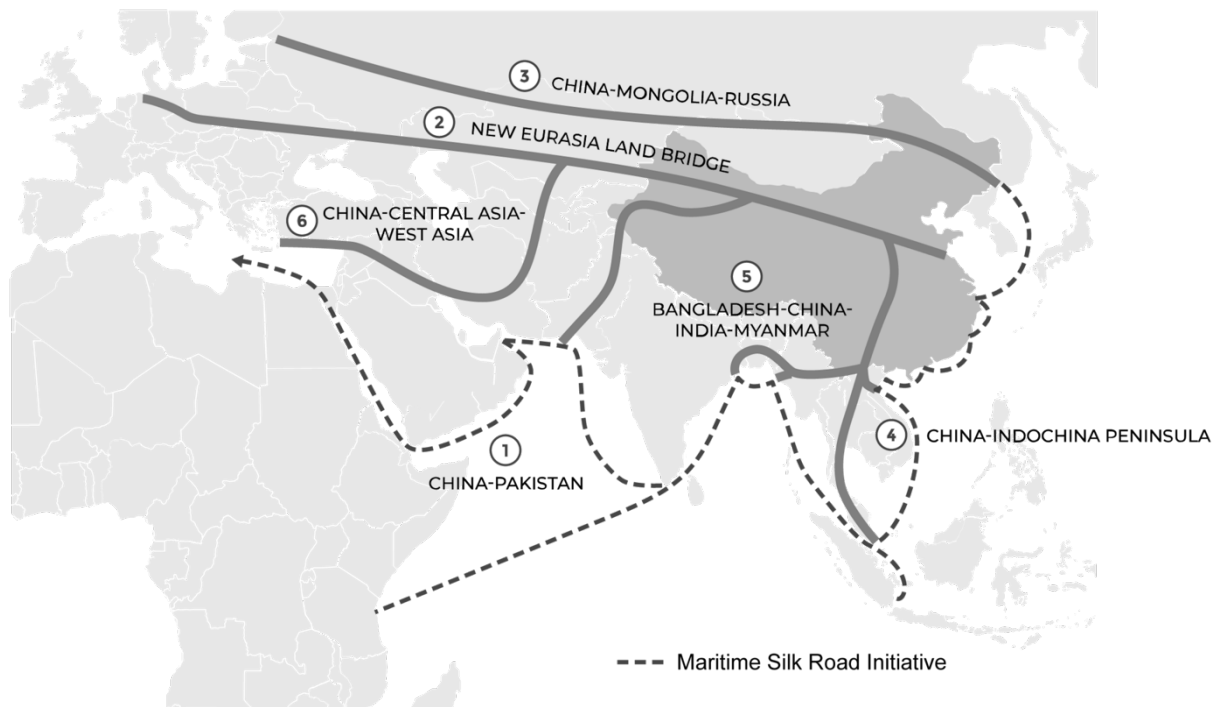 3 CHINA-MONGOLIA-RUSSIA
2 NEW EURASIA LAND BRIDGE
6 CHINA-CENTRAL ASIA-
WEST ASIA
5
BANGLADESH-CHINA-
INDIA-MYANMAR
1
CHINA-PAKISTAN
4 CHINA-INDOCHINA PENINSULA
Maritime Silk Road Initiative